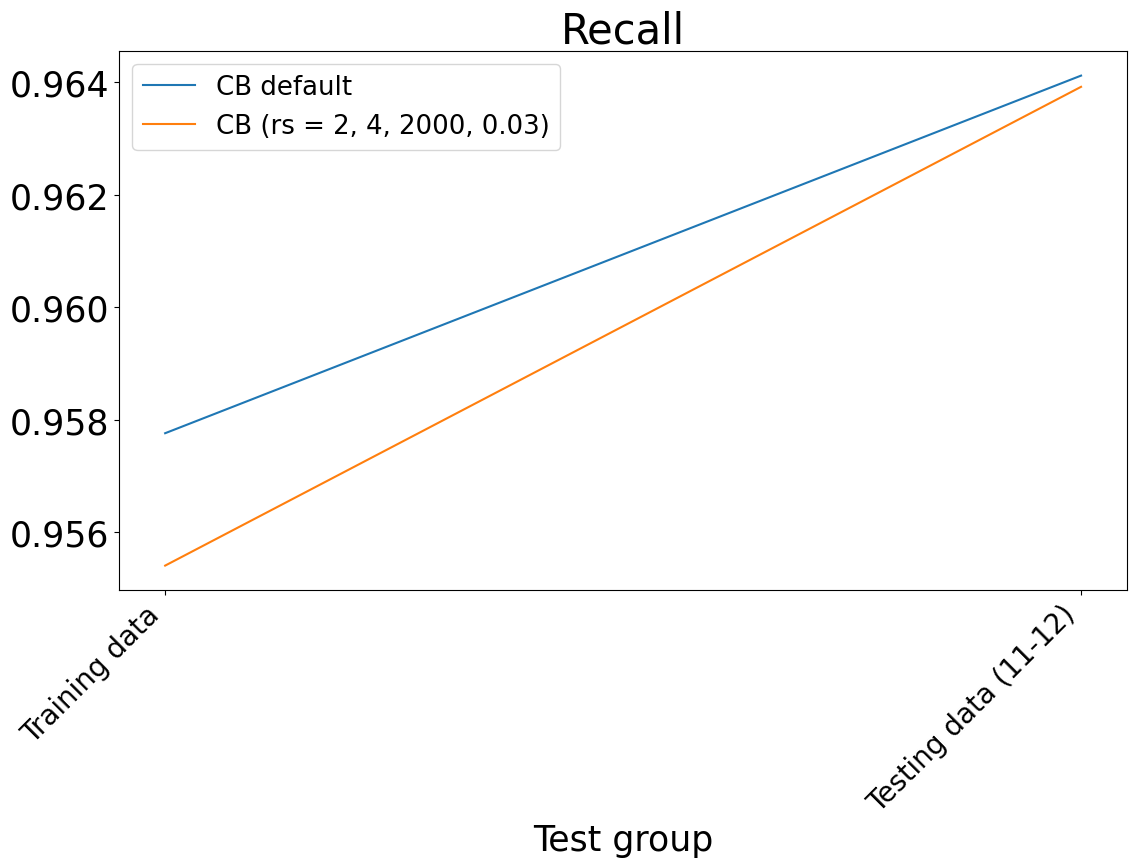 Recall
CB default
CB (rs = 2, 4, 2000, 0.03)
0.964
0.962
0.960
0.958
0.956
Training data
Testing data (11-12)
Test group